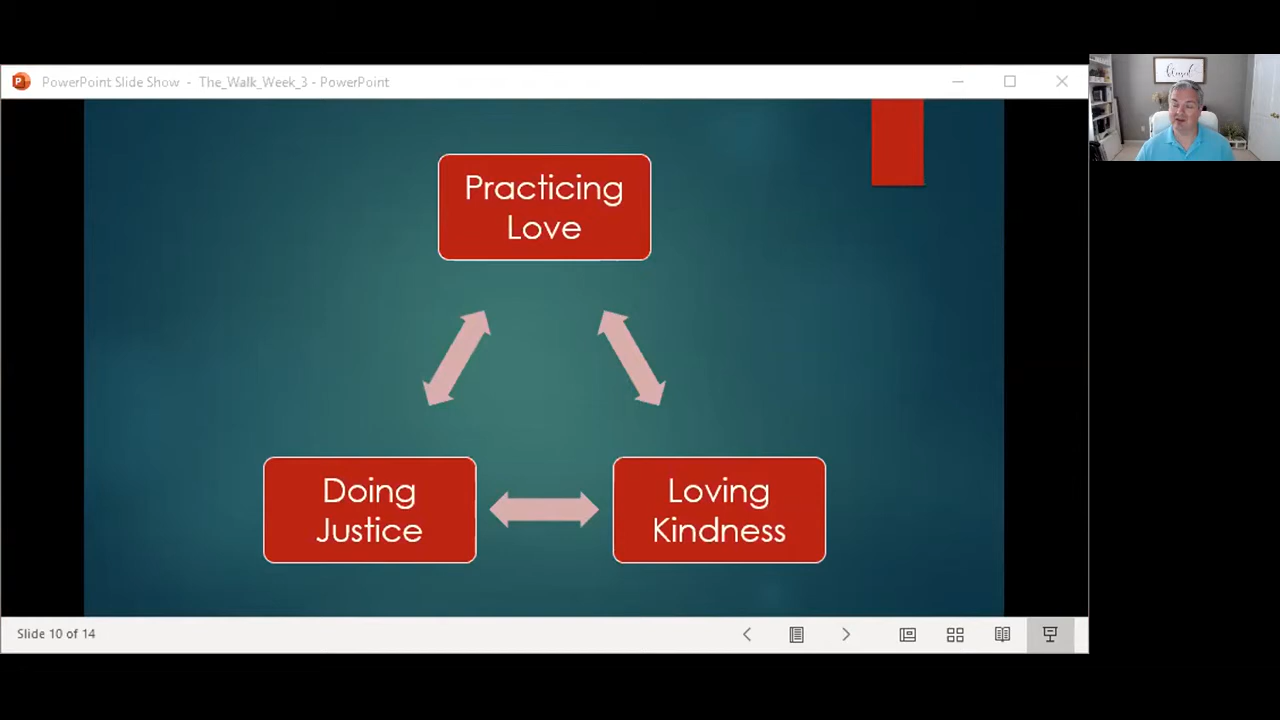 PowerPoint Slide Show - The_Walk_Week_3 - PowerPoint
Practicing
Love
Doing
Justice
Loving
Kindness
Slide 10 of 14